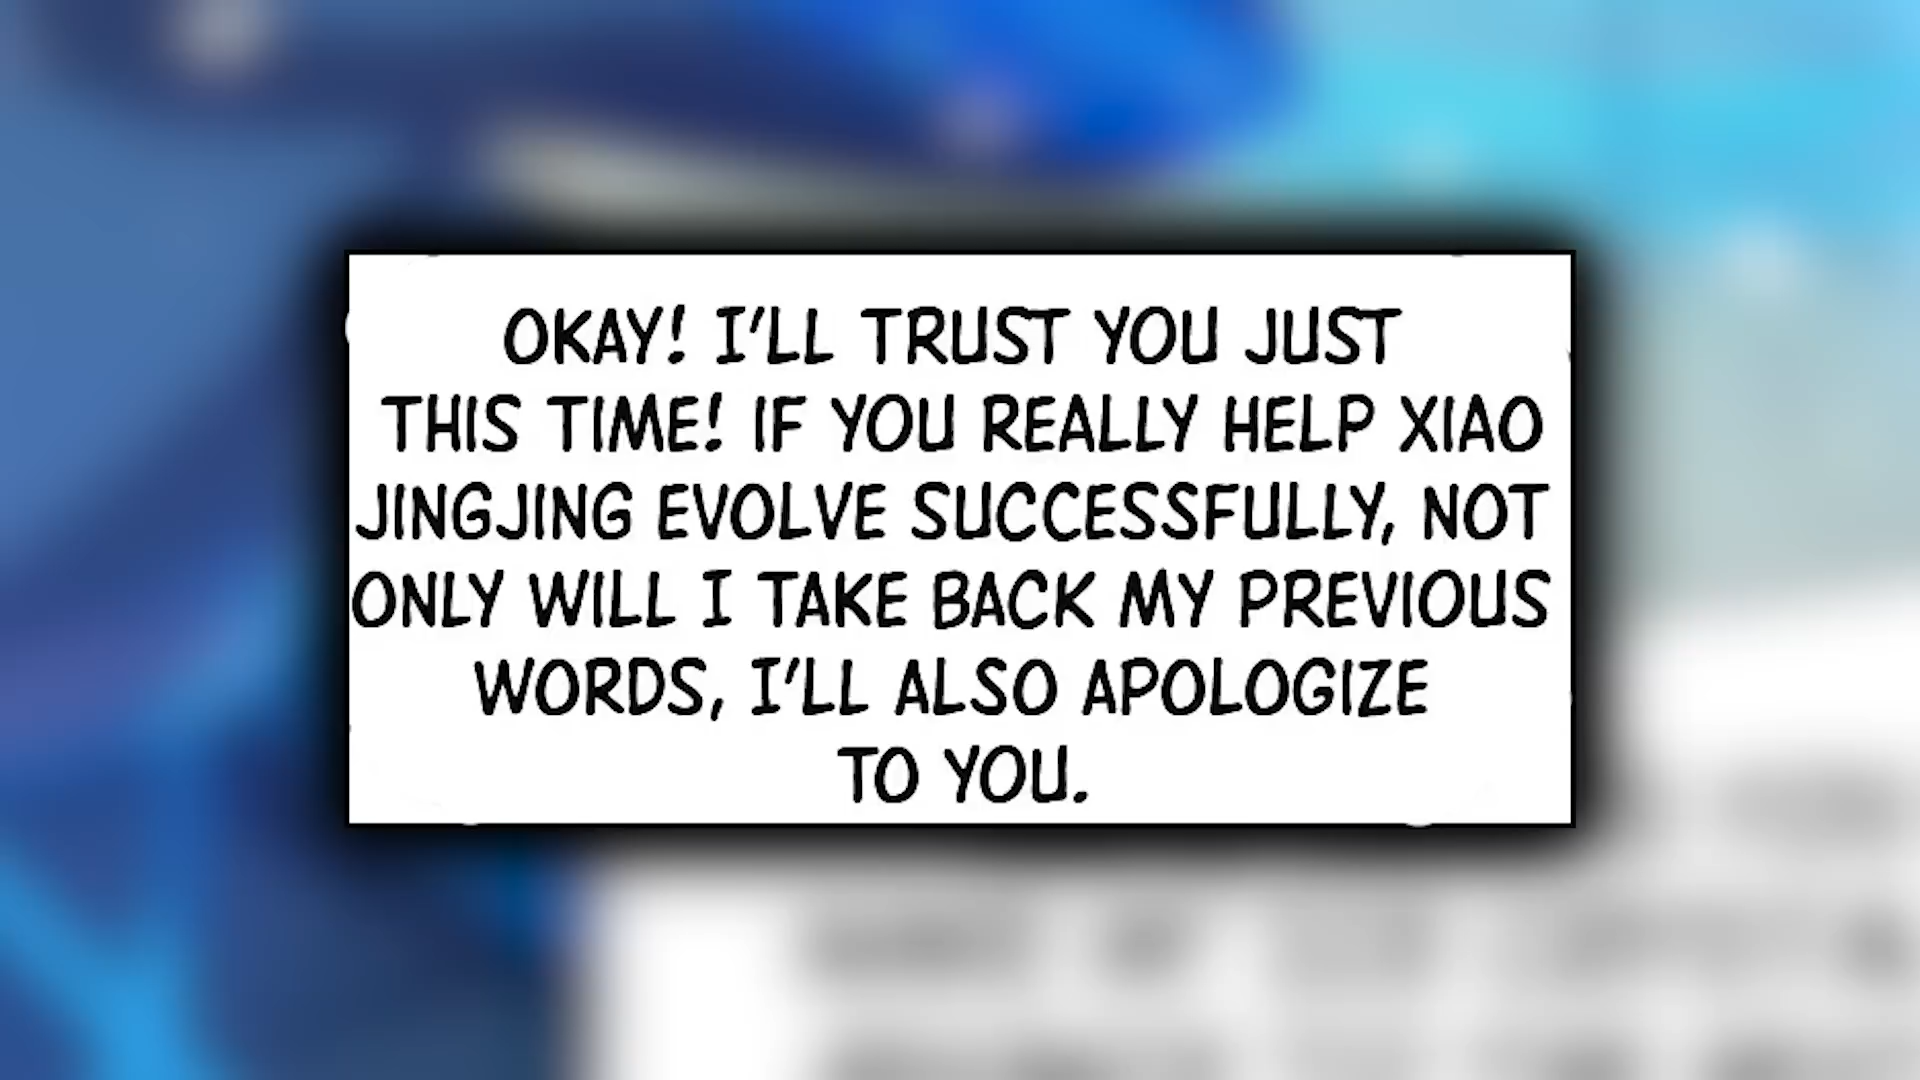 OKAY! I'LL TRUST YOU JUST
THIS TIME! IF YOU REALLY HELP XIAO
JINGJING EVOLVE SUCCESSFULLY, NOT
ONLY WILL I TAKE BACK MY PREVIOUS
WORDS, I'LL ALSO APOLOGIZE
TO YOU.